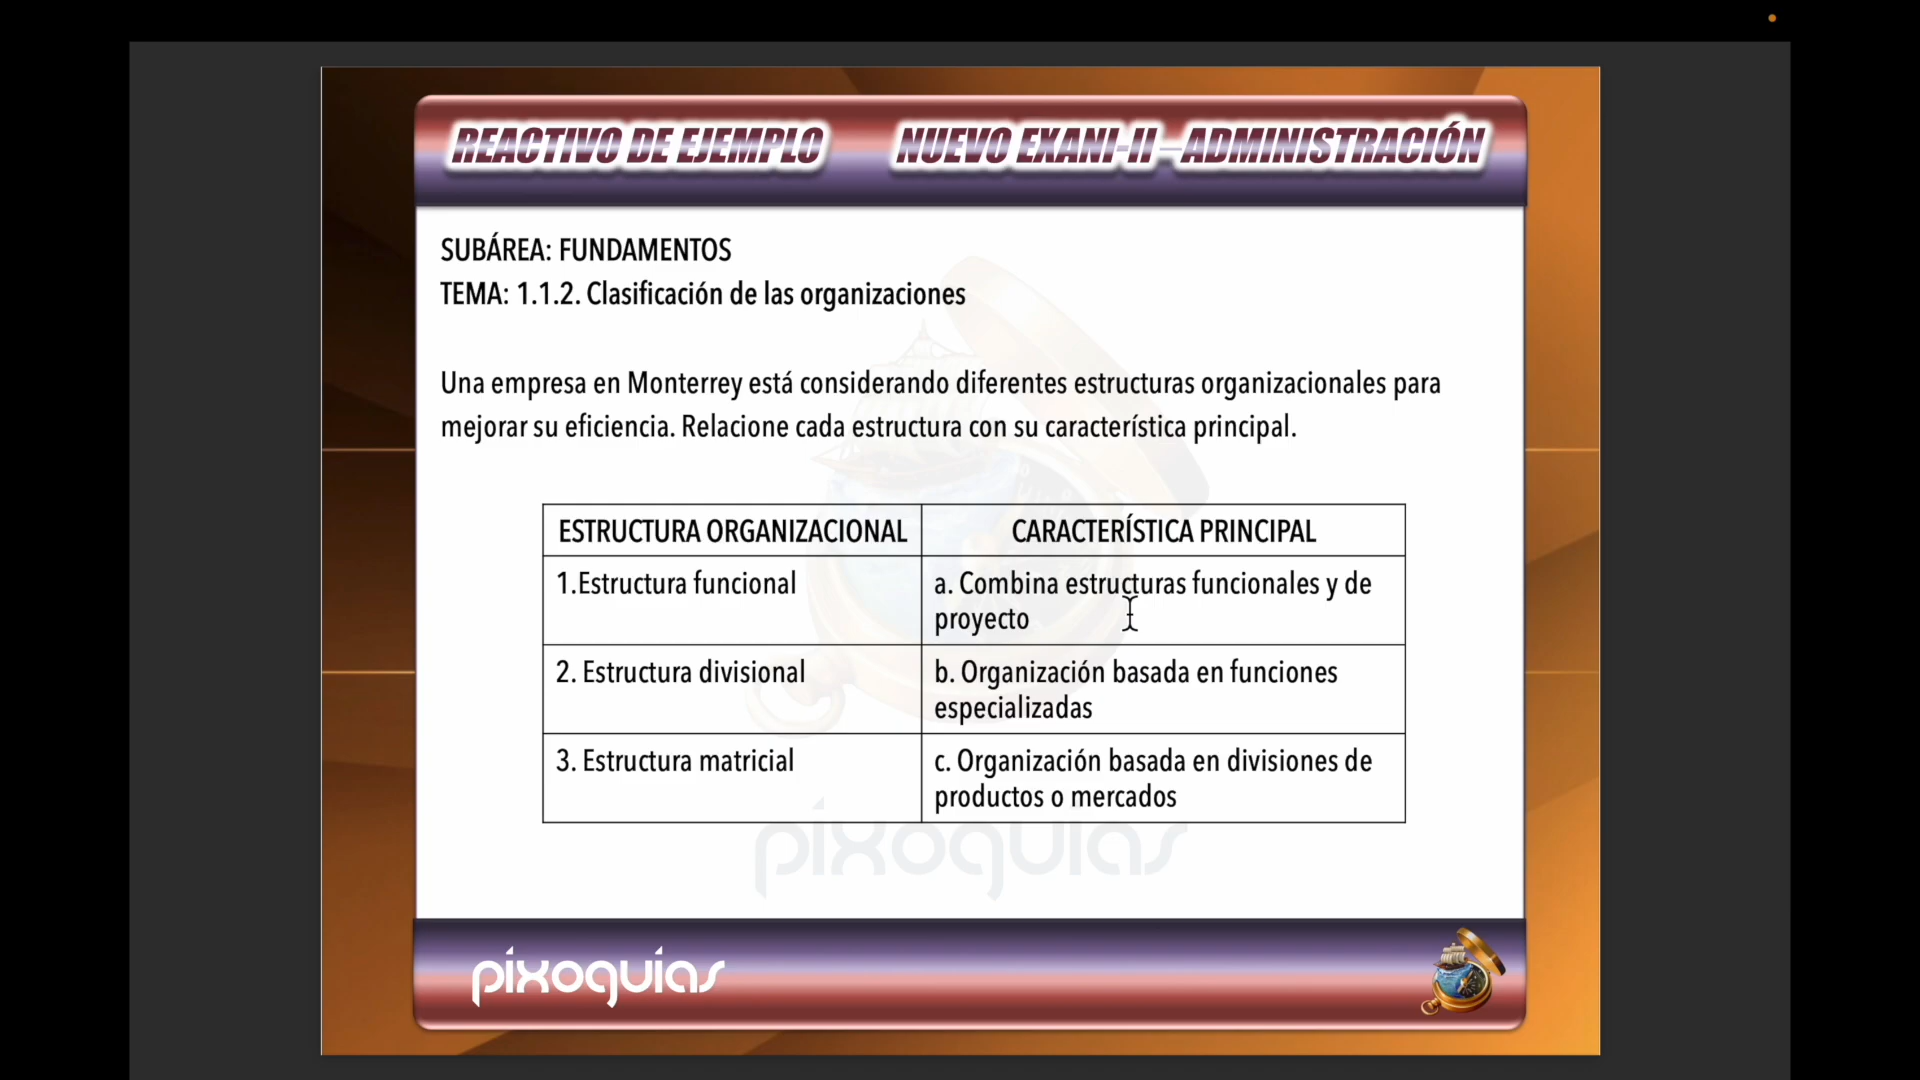 REACTIVO DE EJEMPLO NUEVO EXANI-II – ADMINISTRACIÓN
SUBÁREA: FUNDAMENTOS
TEMA: 1.1.2. Clasificación de las organizaciones
Una empresa en Monterrey está considerando diferentes estructuras organizacionales para
mejorar su eficiencia. Relacione cada estructura con su característica principal.
ESTRUCTURA ORGANIZACIONAL CARACTERÍSTICA PRINCIPAL
1.Estructura funcional a. Combina estructuras funcionales y de
proyecto
2. Estructura divisional b. Organización basada en funciones
especializadas
3. Estructura matricial c. Organización basada en divisiones de
productos o mercados
pixoguías
pixoguías